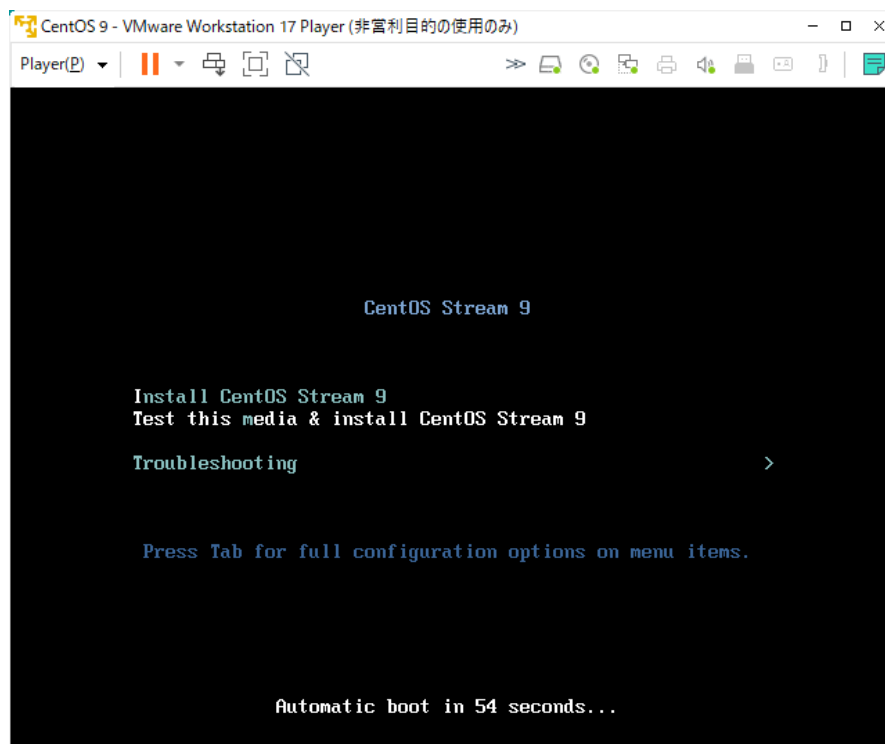 CentOS 9 - VMware Workstation 17 Player (非営利目的の使用のみ)
Player(P)
CentOS Stream 9
Install CentOS Stream 9
Test this media & install CentOS Stream 9
Troubleshooting >
Press Tab for full configuration options on menu items.
Automatic boot in 54 seconds...